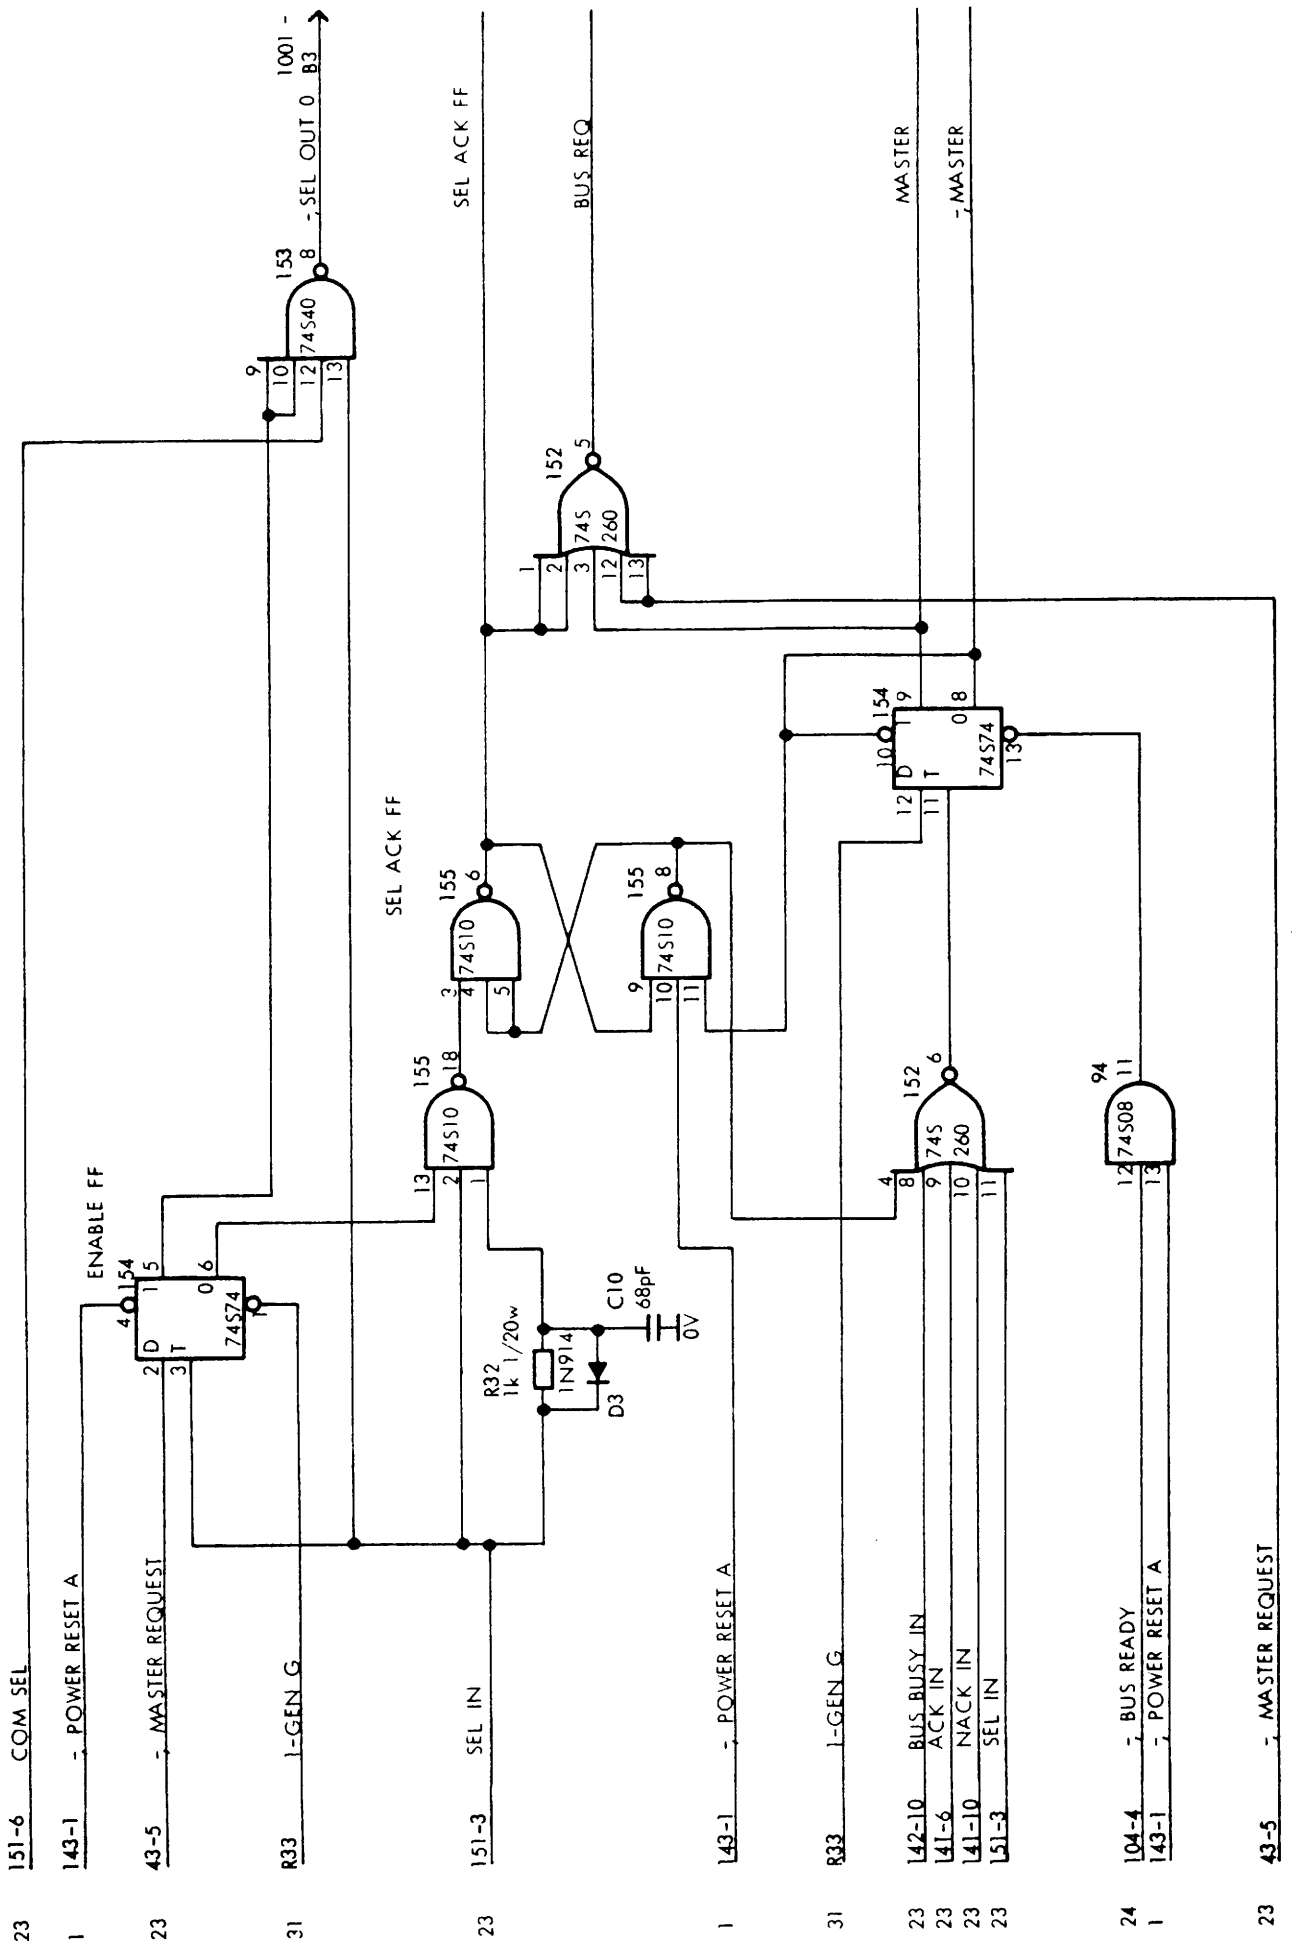 23 151-6 COM SEL
1 143-1 -, POWER RESET A
23 43-5 -, MASTER REQUEST
31 R33 1-GEN G
23 151-3 SEL IN
1 143-1 -, POWER RESET A
31 R33 1-GEN G
23 142-10 BUS BUSY IN
23 141-6 ACK IN
23 141-10 NACK IN
23 151-3 SEL IN
24 104-4 -, BUS READY
1 143-1 -, POWER RESET A
23 43-5 -, MASTER REQUEST
ENABLE FF
154
4
2 D 1 5
3 T 0 6
74S74
1
R32
1k 1/20w
1N914
D3
C10
68pF
0V
155
13
2 74S10 18
1
SEL ACK FF
155
3
4 74S10 6
5
155
9
10 74S10 8
11
152
4
8 74S 6
9 260
10
11
94
12 74S08 11
13
154
10
12 D 1 9
11 T 0 8
74S74
13
152
1
2 74S 5
3 260
12
13
153
9
10 74S40 8
12
13
-, SEL OUT 0 B3 1001 -
SEL ACK FF
BUS REQ
MASTER
-, MASTER